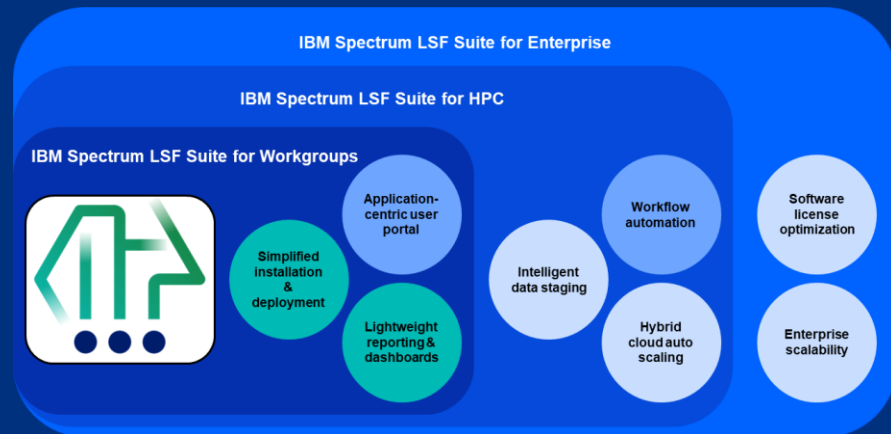 IBM Spectrum LSF Suite for Enterprise
IBM Spectrum LSF Suite for HPC
IBM Spectrum LSF Suite for Workgroups
Simplified
installation
&
deployment
Application-
centric user
portal
Lightweight
reporting &
dashboards
Intelligent
data staging
Workflow
automation
Hybrid
cloud auto
scaling
Software
license
optimization
Enterprise
scalability